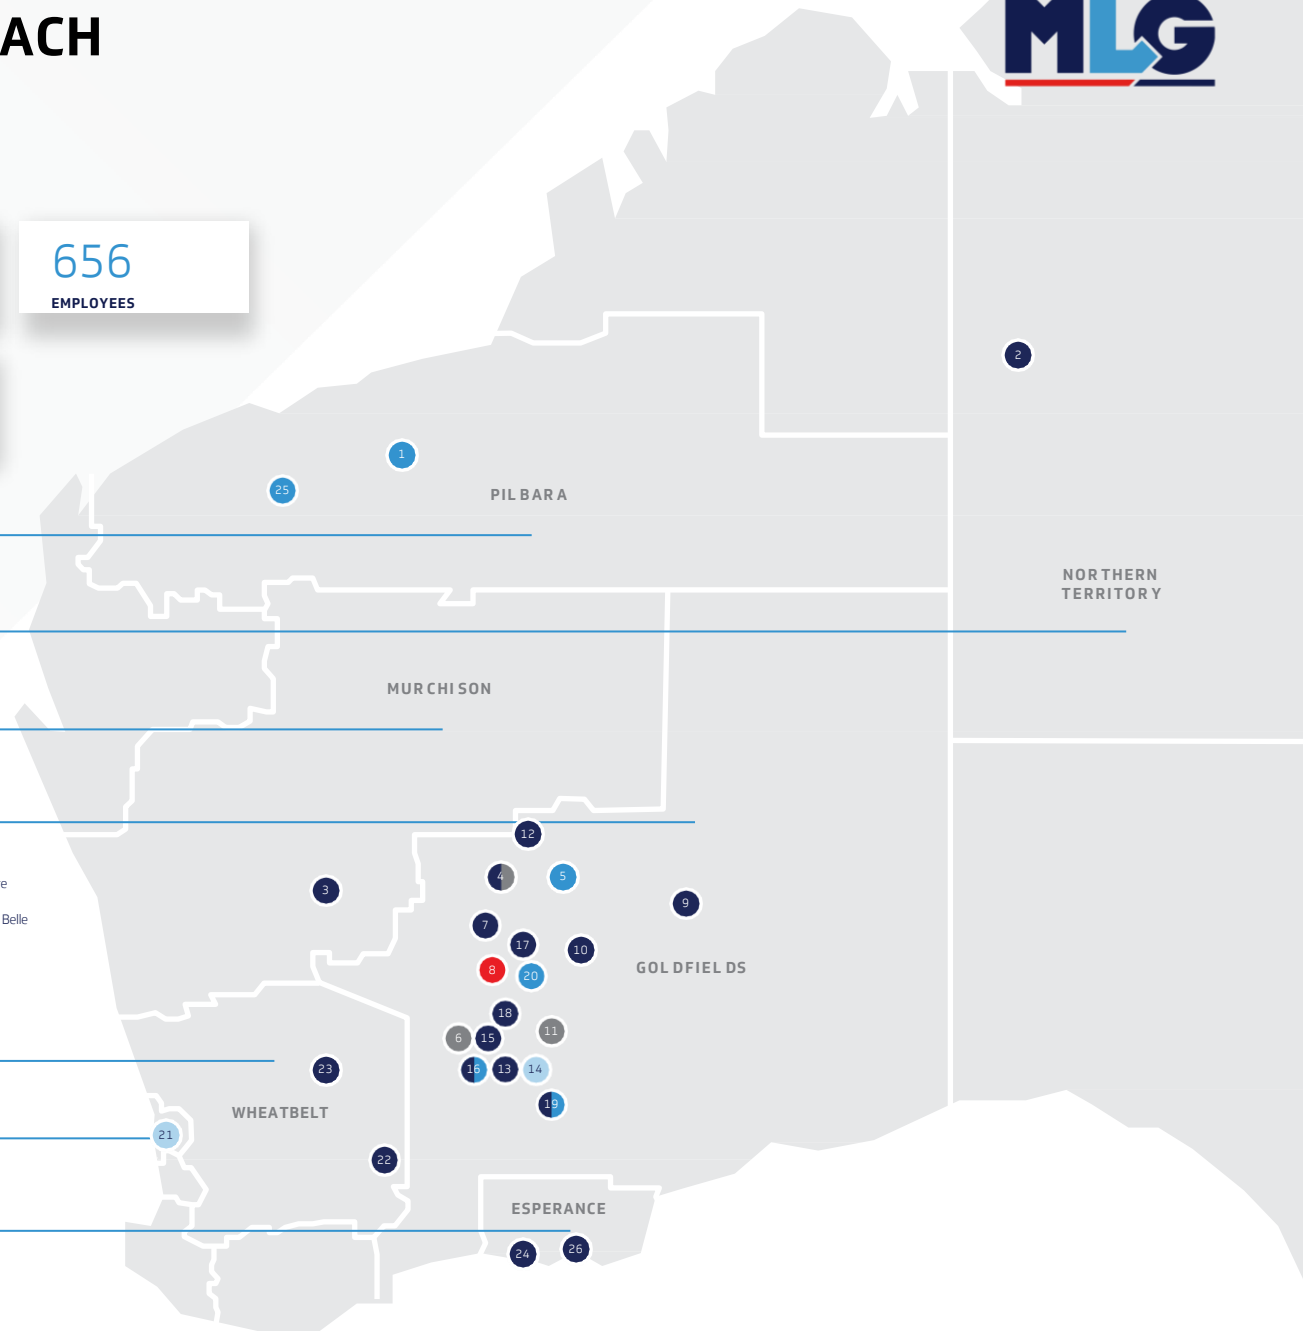 ACH
MLG
656
EMPLOYEES
2
1
25
PILBARA
NORTHERN
TERRITORY
MURCHISON
12
4
5
3
9
7
17
10
8
20
GOLDFIELDS
18
11
6
15
16
13
14
23
19
WHEATBELT
21
22
ESPERANCE
24
26
e
Belle